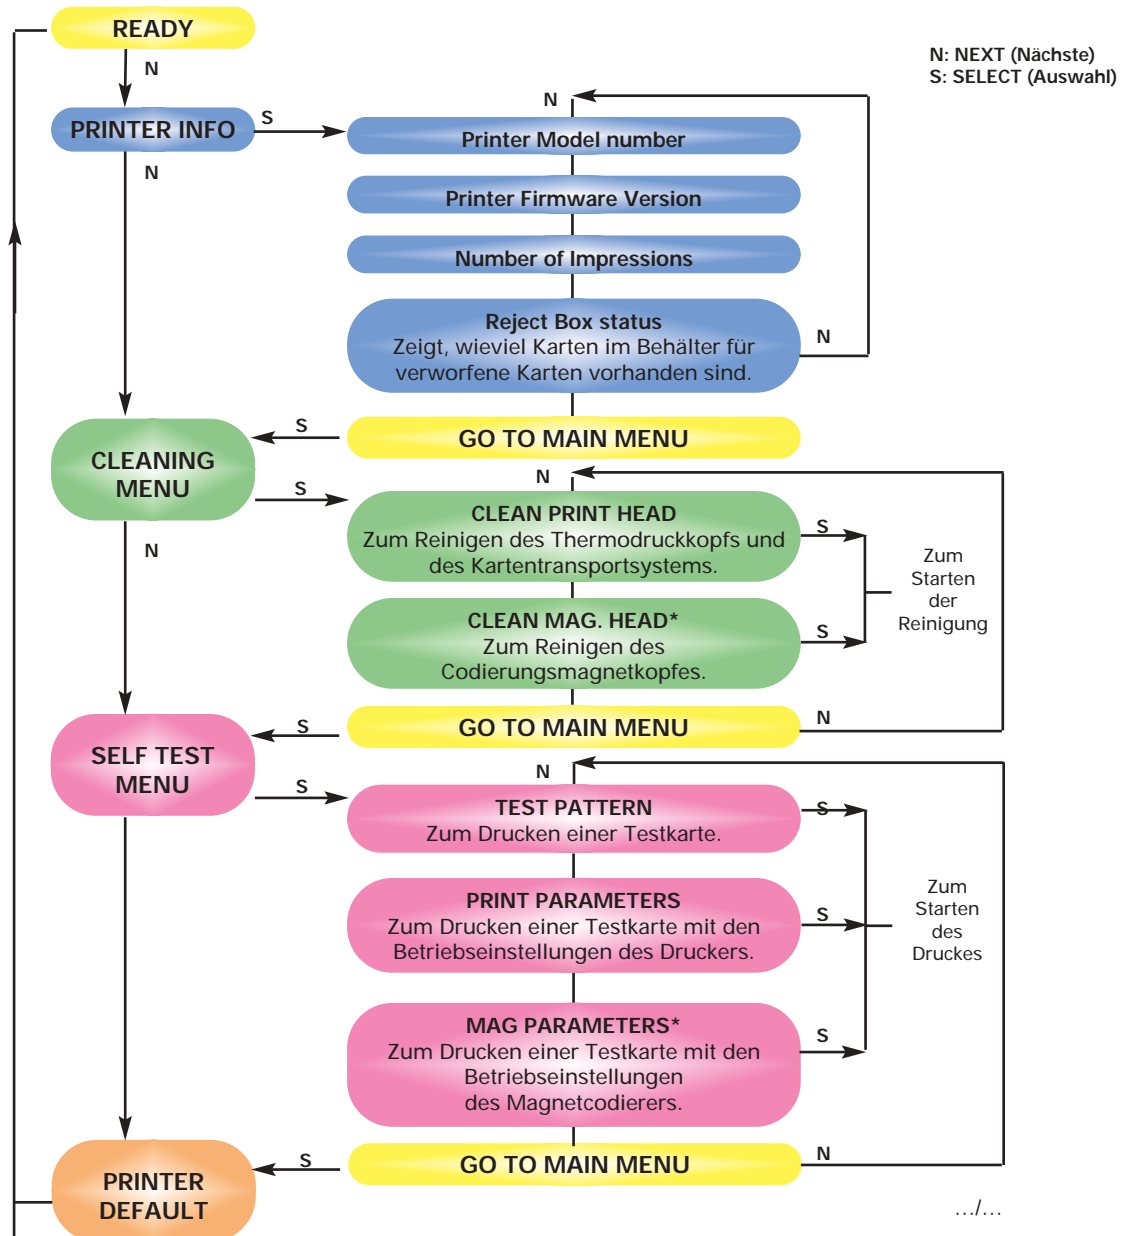 READY
N: NEXT (Nächste)
S: SELECT (Auswahl)
N
N
PRINTER INFO
S
Printer Model number
N
Printer Firmware Version
Number of Impressions
Reject Box status
Zeigt, wieviel Karten im Behälter für
verworfene Karten vorhanden sind.
N
S
GO TO MAIN MENU
CLEANING
MENU
S
N
CLEAN PRINT HEAD
Zum Reinigen des Thermodruckkopfs und
des Kartentransportsystems.
S
N
CLEAN MAG. HEAD*
Zum Reinigen des
Codierungsmagnetkopfes.
S
Zum
Starten
der
Reinigung
S
GO TO MAIN MENU
N
SELF TEST
MENU
S
N
TEST PATTERN
Zum Drucken einer Testkarte.
S
PRINT PARAMETERS
Zum Drucken einer Testkarte mit den
Betriebseinstellungen des Druckers.
S
Zum
Starten
des
Druckes
MAG PARAMETERS*
Zum Drucken einer Testkarte mit den
Betriebseinstellungen
des Magnetcodierers.
S
S
GO TO MAIN MENU
N
PRINTER
DEFAULT
.../...